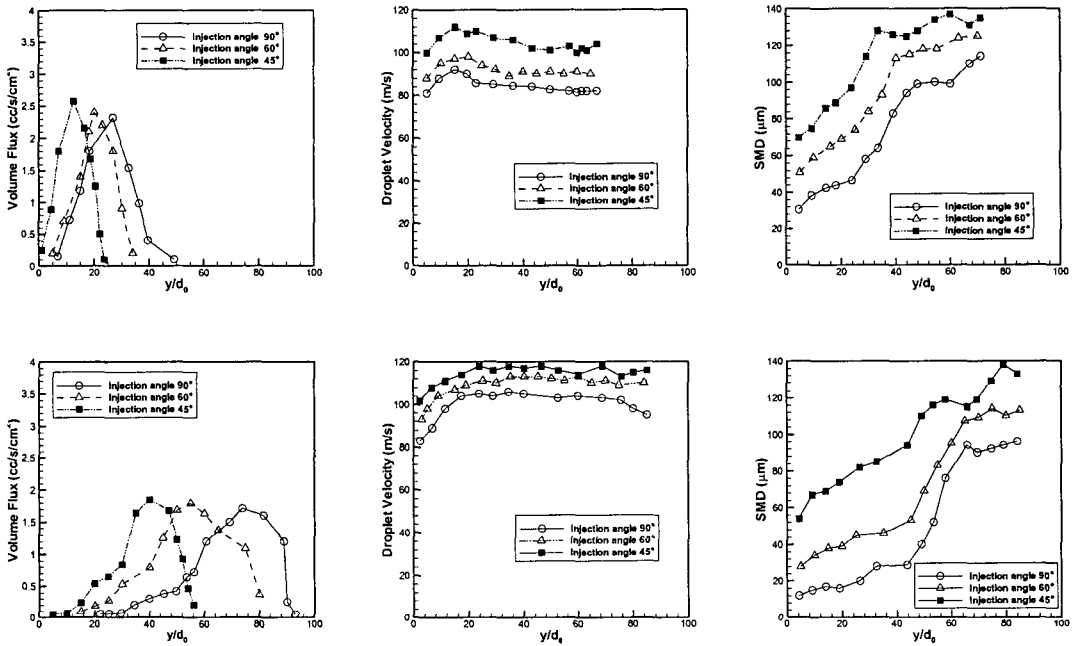 Volume Flux (cc/s/cm²)
4
3.5
3
2.5
2
1.5
1
0.5
0
Injection angle 90°
Injection angle 60°
Injection angle 45°
0 20 40 60 80 100
y/d₀
Droplet Velocity (m/s)
120
100
80
60
40
20
0
Injection angle 90°
Injection angle 60°
Injection angle 45°
0 20 40 60 80 100
y/d₀
SMD (μm)
140
120
100
80
60
40
20
0
Injection angle 90°
Injection angle 60°
Injection angle 45°
0 20 40 60 80 100
y/d₀
Volume Flux (cc/s/cm²)
4
3.5
3
2.5
2
1.5
1
0.5
0
Injection angle 90°
Injection angle 60°
Injection angle 45°
0 20 40 60 80 100
y/d₀
Droplet Velocity (m/s)
120
100
80
60
40
20
0
Injection angle 90°
Injection angle 60°
Injection angle 45°
0 20 40 60 80 100
y/d₀
SMD (μm)
140
120
100
80
60
40
20
0
Injection angle 90°
Injection angle 60°
Injection angle 45°
0 20 40 60 80 100
y/d₀